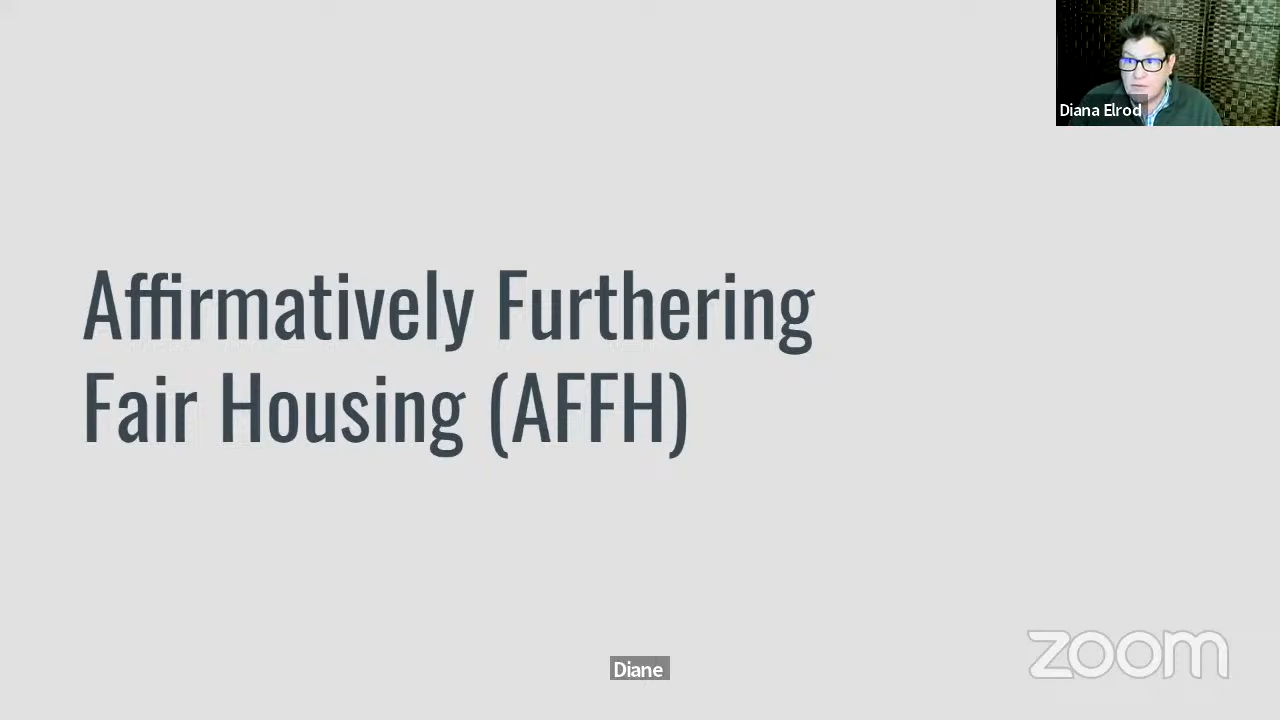 Diana Elrod
Affirmatively Furthering
Fair Housing (AFFH)
Diane
zoom